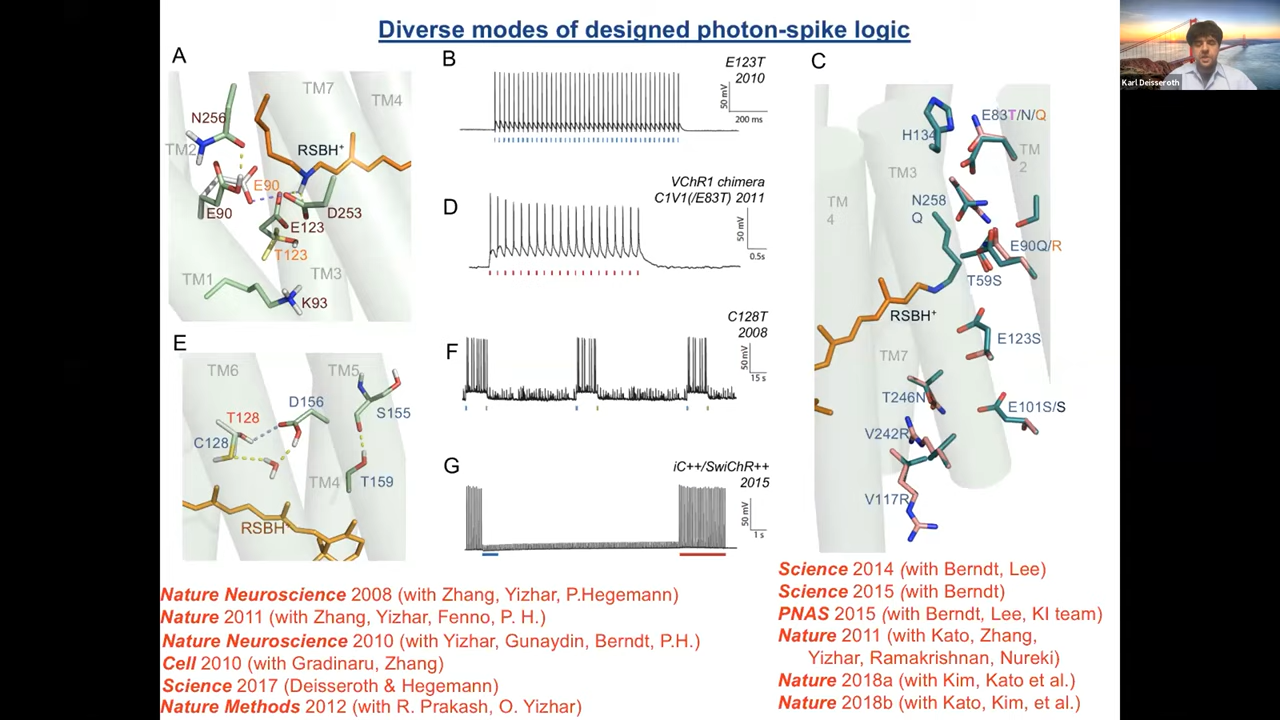 Diverse modes of designed photon-spike logic
Karl Deisseroth
A
N256
TM7
TM4
TM2
RSBH⁺
E90
E90
D253
E123
T123
TM1
TM3
K93
B
E123T
2010
50 mV
200 ms
D
VChR1 chimera
C1V1(/E83T) 2011
50 mV
0.5s
C
E83T/N/Q
H134
TM
2
TM3
TM
4
N258
Q
E90Q/R
T59S
RSBH⁺
E123S
TM7
T246N
E101S/S
V242R
V117R
E
TM6
TM5
D156
S155
T128
C128
TM4
T159
RSBH⁺
F
C128T
2008
50 mV
15 s
G
iC++/SwiChR++
2015
50 mV
1 s
Nature Neuroscience 2008 (with Zhang, Yizhar, P.Hegemann)
Nature 2011 (with Zhang, Yizhar, Fenno, P. H.)
Nature Neuroscience 2010 (with Yizhar, Gunaydin, Berndt, P.H.)
Cell 2010 (with Gradinaru, Zhang)
Science 2017 (Deisseroth & Hegemann)
Nature Methods 2012 (with R. Prakash, O. Yizhar)
Science 2014 (with Berndt, Lee)
Science 2015 (with Berndt)
PNAS 2015 (with Berndt, Lee, KI team)
Nature 2011 (with Kato, Zhang,
Yizhar, Ramakrishnan, Nureki)
Nature 2018a (with Kim, Kato et al.)
Nature 2018b (with Kato, Kim, et al.)